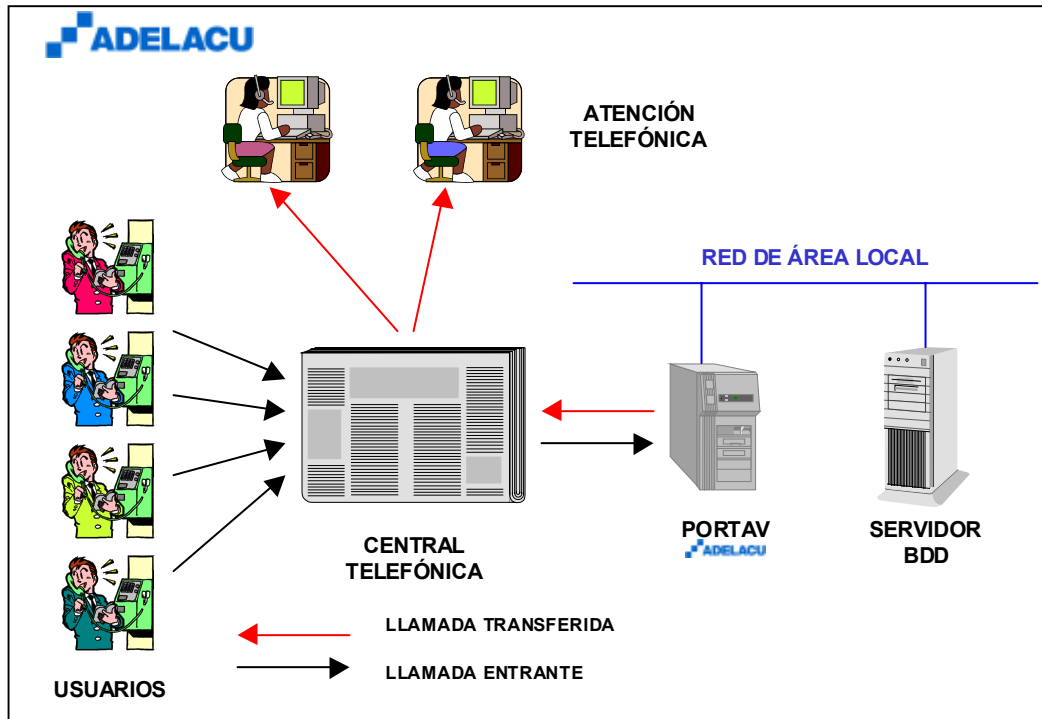 ADELACU
ATENCIÓN
TELEFÓNICA
RED DE ÁREA LOCAL
CENTRAL
TELEFÓNICA
PORTAV
ADELACU
SERVIDOR
BDD
LLAMADA TRANSFERIDA
LLAMADA ENTRANTE
USUARIOS